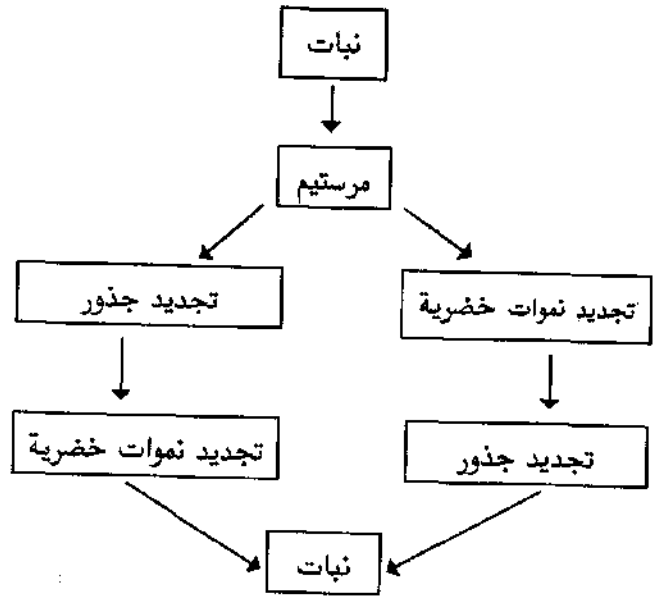 نبات
مرستيم
تجديد نموات خضرية
تجديد جذور
تجديد جذور
تجديد نموات خضرية
نبات